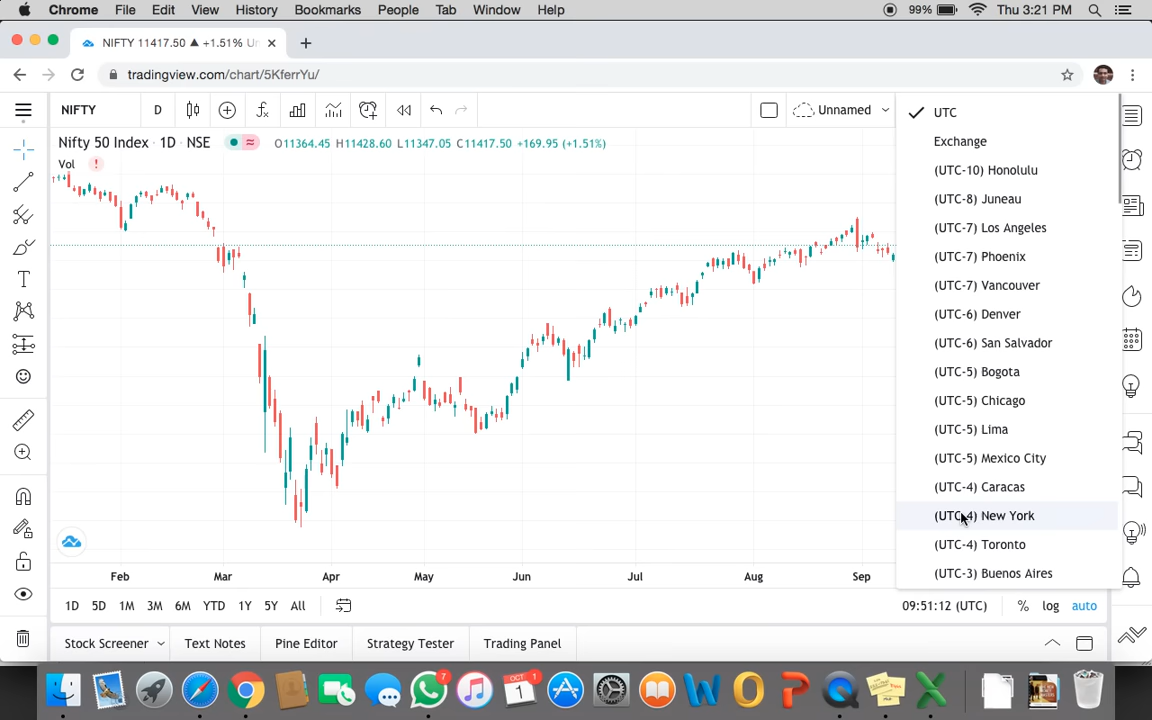 Chrome File Edit View History Bookmarks People Tab Window Help 99% Thu 3:21 PM
NIFTY 11417.50 ▲ +1.51% Un
tradingview.com/chart/5KferrYu/
NIFTY D Unnamed
Nifty 50 Index · 1D · NSE O11364.45 H11428.60 L11347.05 C11417.50 +169.95 (+1.51%)
Vol !
UTC
Exchange
(UTC-10) Honolulu
(UTC-8) Juneau
(UTC-7) Los Angeles
(UTC-7) Phoenix
(UTC-7) Vancouver
(UTC-6) Denver
(UTC-6) San Salvador
(UTC-5) Bogota
(UTC-5) Chicago
(UTC-5) Lima
(UTC-5) Mexico City
(UTC-4) Caracas
(UTC-4) New York
(UTC-4) Toronto
(UTC-3) Buenos Aires
Feb Mar Apr May Jun Jul Aug Sep
1D 5D 1M 3M 6M YTD 1Y 5Y All 09:51:12 (UTC) % log auto
Stock Screener Text Notes Pine Editor Strategy Tester Trading Panel
7 OCT 1 1